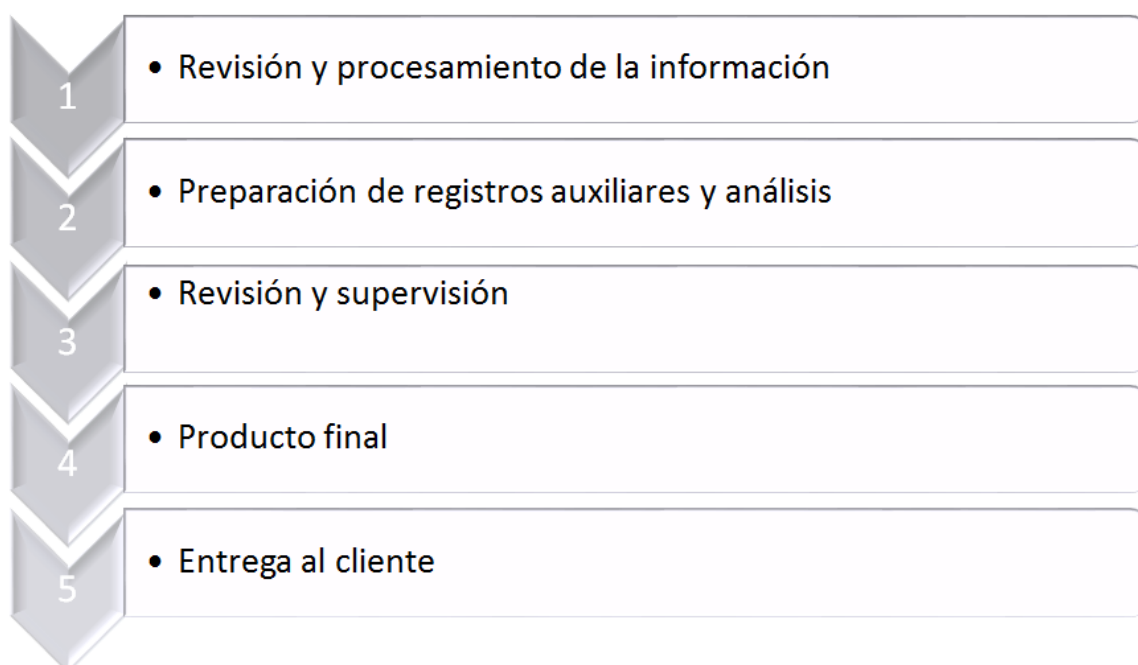 1
• Revisión y procesamiento de la información
2
• Preparación de registros auxiliares y análisis
3
• Revisión y supervisión
4
• Producto final
5
• Entrega al cliente